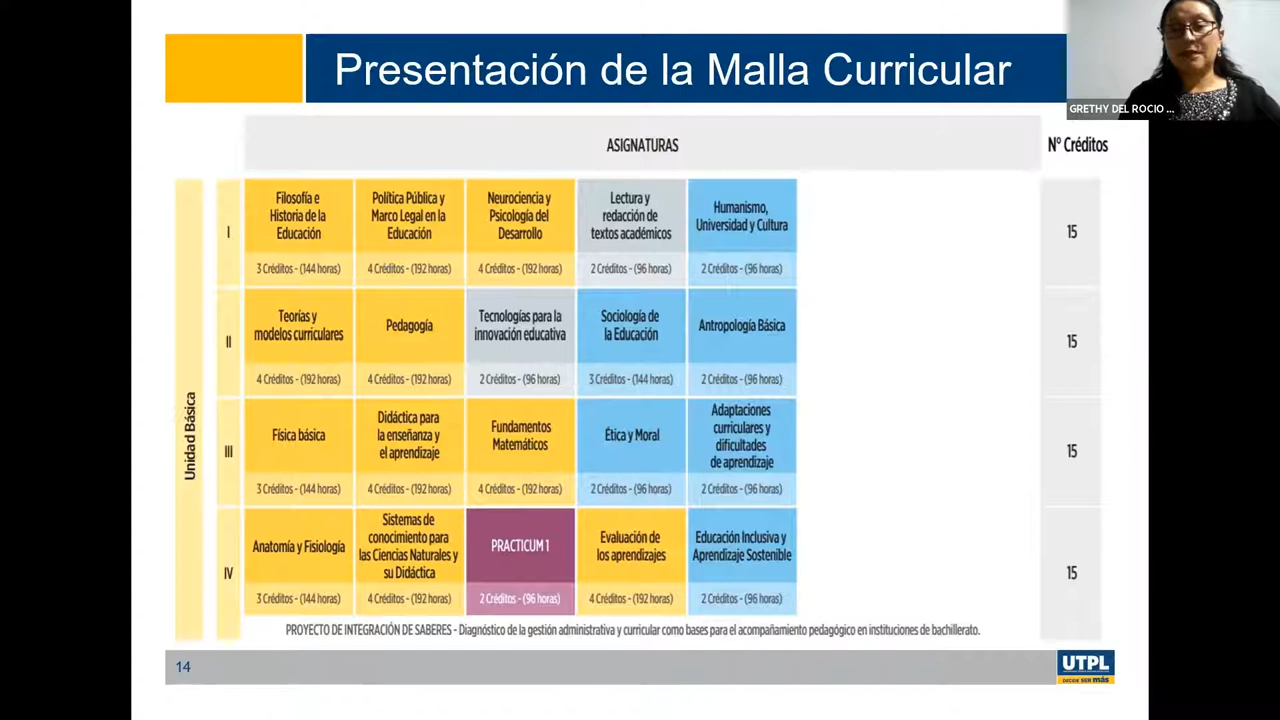 Presentación de la Malla Curricular
GRETHY DEL ROCIO ...
ASIGNATURAS
N° Créditos
Unidad Básica
I
Filosofía e
Historia de la
Educación
3 Créditos - (144 horas)
Política Pública y
Marco Legal en la
Educación
4 Créditos - (192 horas)
Neurociencia y
Psicología del
Desarrollo
4 Créditos - (192 horas)
Lectura y
redacción de
textos académicos
2 Créditos - (96 horas)
Humanismo,
Universidad y Cultura
2 Créditos - (96 horas)
15
II
Teorías y
modelos curriculares
4 Créditos - (192 horas)
Pedagogía
4 Créditos - (192 horas)
Tecnologías para la
innovación educativa
2 Créditos - (96 horas)
Sociología de
la Educación
3 Créditos - (144 horas)
Antropología Básica
2 Créditos - (96 horas)
15
III
Física básica
3 Créditos - (144 horas)
Didáctica para
la enseñanza y
el aprendizaje
4 Créditos - (192 horas)
Fundamentos
Matemáticos
4 Créditos - (192 horas)
Ética y Moral
2 Créditos - (96 horas)
Adaptaciones
curriculares y
dificultades
de aprendizaje
2 Créditos - (96 horas)
15
IV
Anatomía y Fisiología
3 Créditos - (144 horas)
Sistemas de
conocimiento para
las Ciencias Naturales y
su Didáctica
4 Créditos - (192 horas)
PRACTICUM 1
2 Créditos - (96 horas)
Evaluación de
los aprendizajes
4 Créditos - (192 horas)
Educación Inclusiva y
Aprendizaje Sostenible
2 Créditos - (96 horas)
15
PROYECTO DE INTEGRACIÓN DE SABERES - Diagnóstico de la gestión administrativa y curricular como bases para el acompañamiento pedagógico en instituciones de bachillerato.
14
UTPL
DECIDE SER más